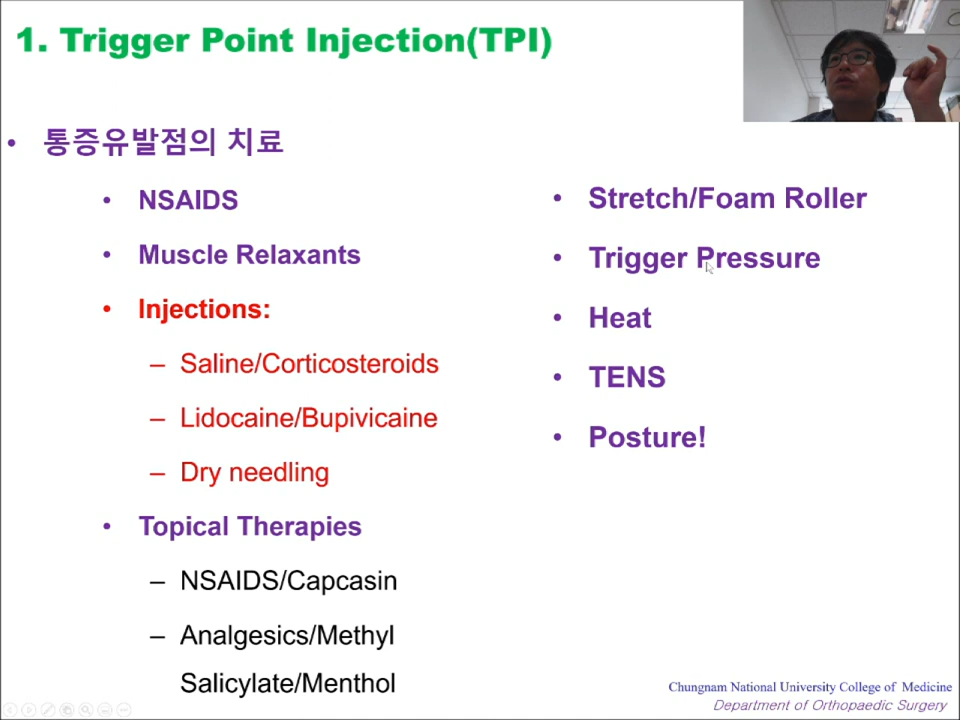 1. Trigger Point Injection(TPI)
• 통증유발점의 치료
• NSAIDS
• Muscle Relaxants
• Injections:
– Saline/Corticosteroids
– Lidocaine/Bupivicaine
– Dry needling
• Topical Therapies
– NSAIDS/Capcasin
– Analgesics/Methyl
Salicylate/Menthol
• Stretch/Foam Roller
• Trigger Pressure
• Heat
• TENS
• Posture!
Chungnam National University College of Medicine
Department of Orthopaedic Surgery